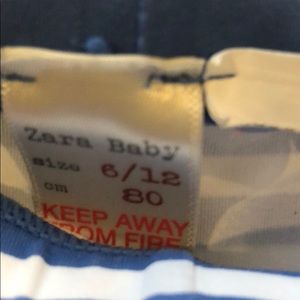 Zara Baby
size 6/12
cm 80
KEEP AWAY
FROM FIRE